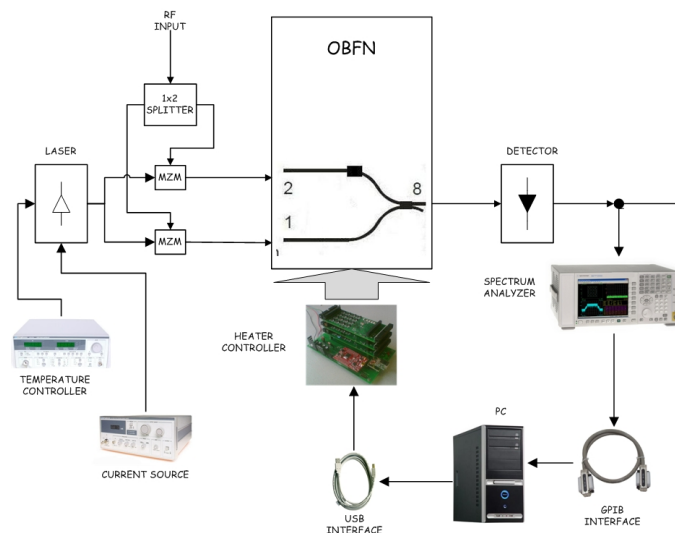 RF
INPUT
OBFN
1x2
SPLITTER
LASER
DETECTOR
MZM
2
8
1
MZM
SPECTRUM
ANALYZER
HEATER
CONTROLLER
TEMPERATURE
CONTROLLER
PC
CURRENT SOURCE
USB
INTERFACE
GPIB
INTERFACE